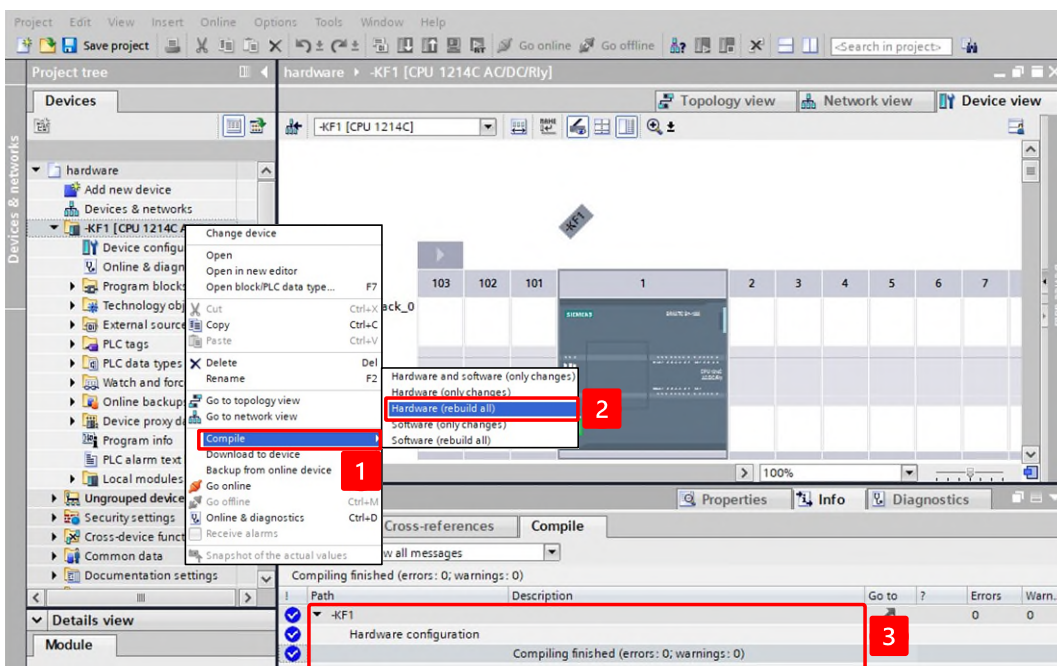 Project Edit View Insert Online Options Tools Window Help
Save project Go online Go offline <Search in project>
Project tree
hardware -KF1 [CPU 1214C AC/DC/Rly]
Devices
Topology view Network view Device view
-KF1 [CPU 1214C]
Devices & networks
hardware
Add new device
Devices & networks
-KF1 [CPU 1214C A
Device configu
Online & diagn
Program blocks
Technology obj
External source
PLC tags
PLC data types
Watch and forc
Online backups
Device proxy da
Program info
PLC alarm text
Local modules
Ungrouped device
Security settings
Cross-device funct
Common data
Documentation settings
Details view
Module
Change device
Open
Open in new editor
Open block/PLC data type... F7
Cut Ctrl+X
Copy Ctrl+C
Paste Ctrl+V
Delete Del
Rename F2
Go to topology view
Go to network view
Compile
Download to device
Backup from online device
Go online
Go offline Ctrl+M
Online & diagnostics Ctrl+D
Receive alarms
Snapshot of the actual values
1
Hardware and software (only changes)
Hardware (only changes)
Hardware (rebuild all)
Software (only changes)
Software (rebuild all)
2
-KF1
103 102 101 1 2 3 4 5 6 7
ack_0
SIEMENS
100%
Properties Info Diagnostics
Cross-references Compile
w all messages
Compiling finished (errors: 0; warnings: 0)
! Path Description Go to ? Errors Warn..
-KF1 0 0
Hardware configuration
Compiling finished (errors: 0; warnings: 0)
3